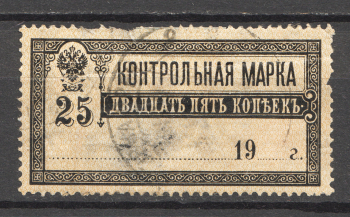 КОНТРОЛЬНАЯ МАРКА
25
ДВАДЦАТЬ ПЯТЬ КОПѢЕКЪ
19 г.